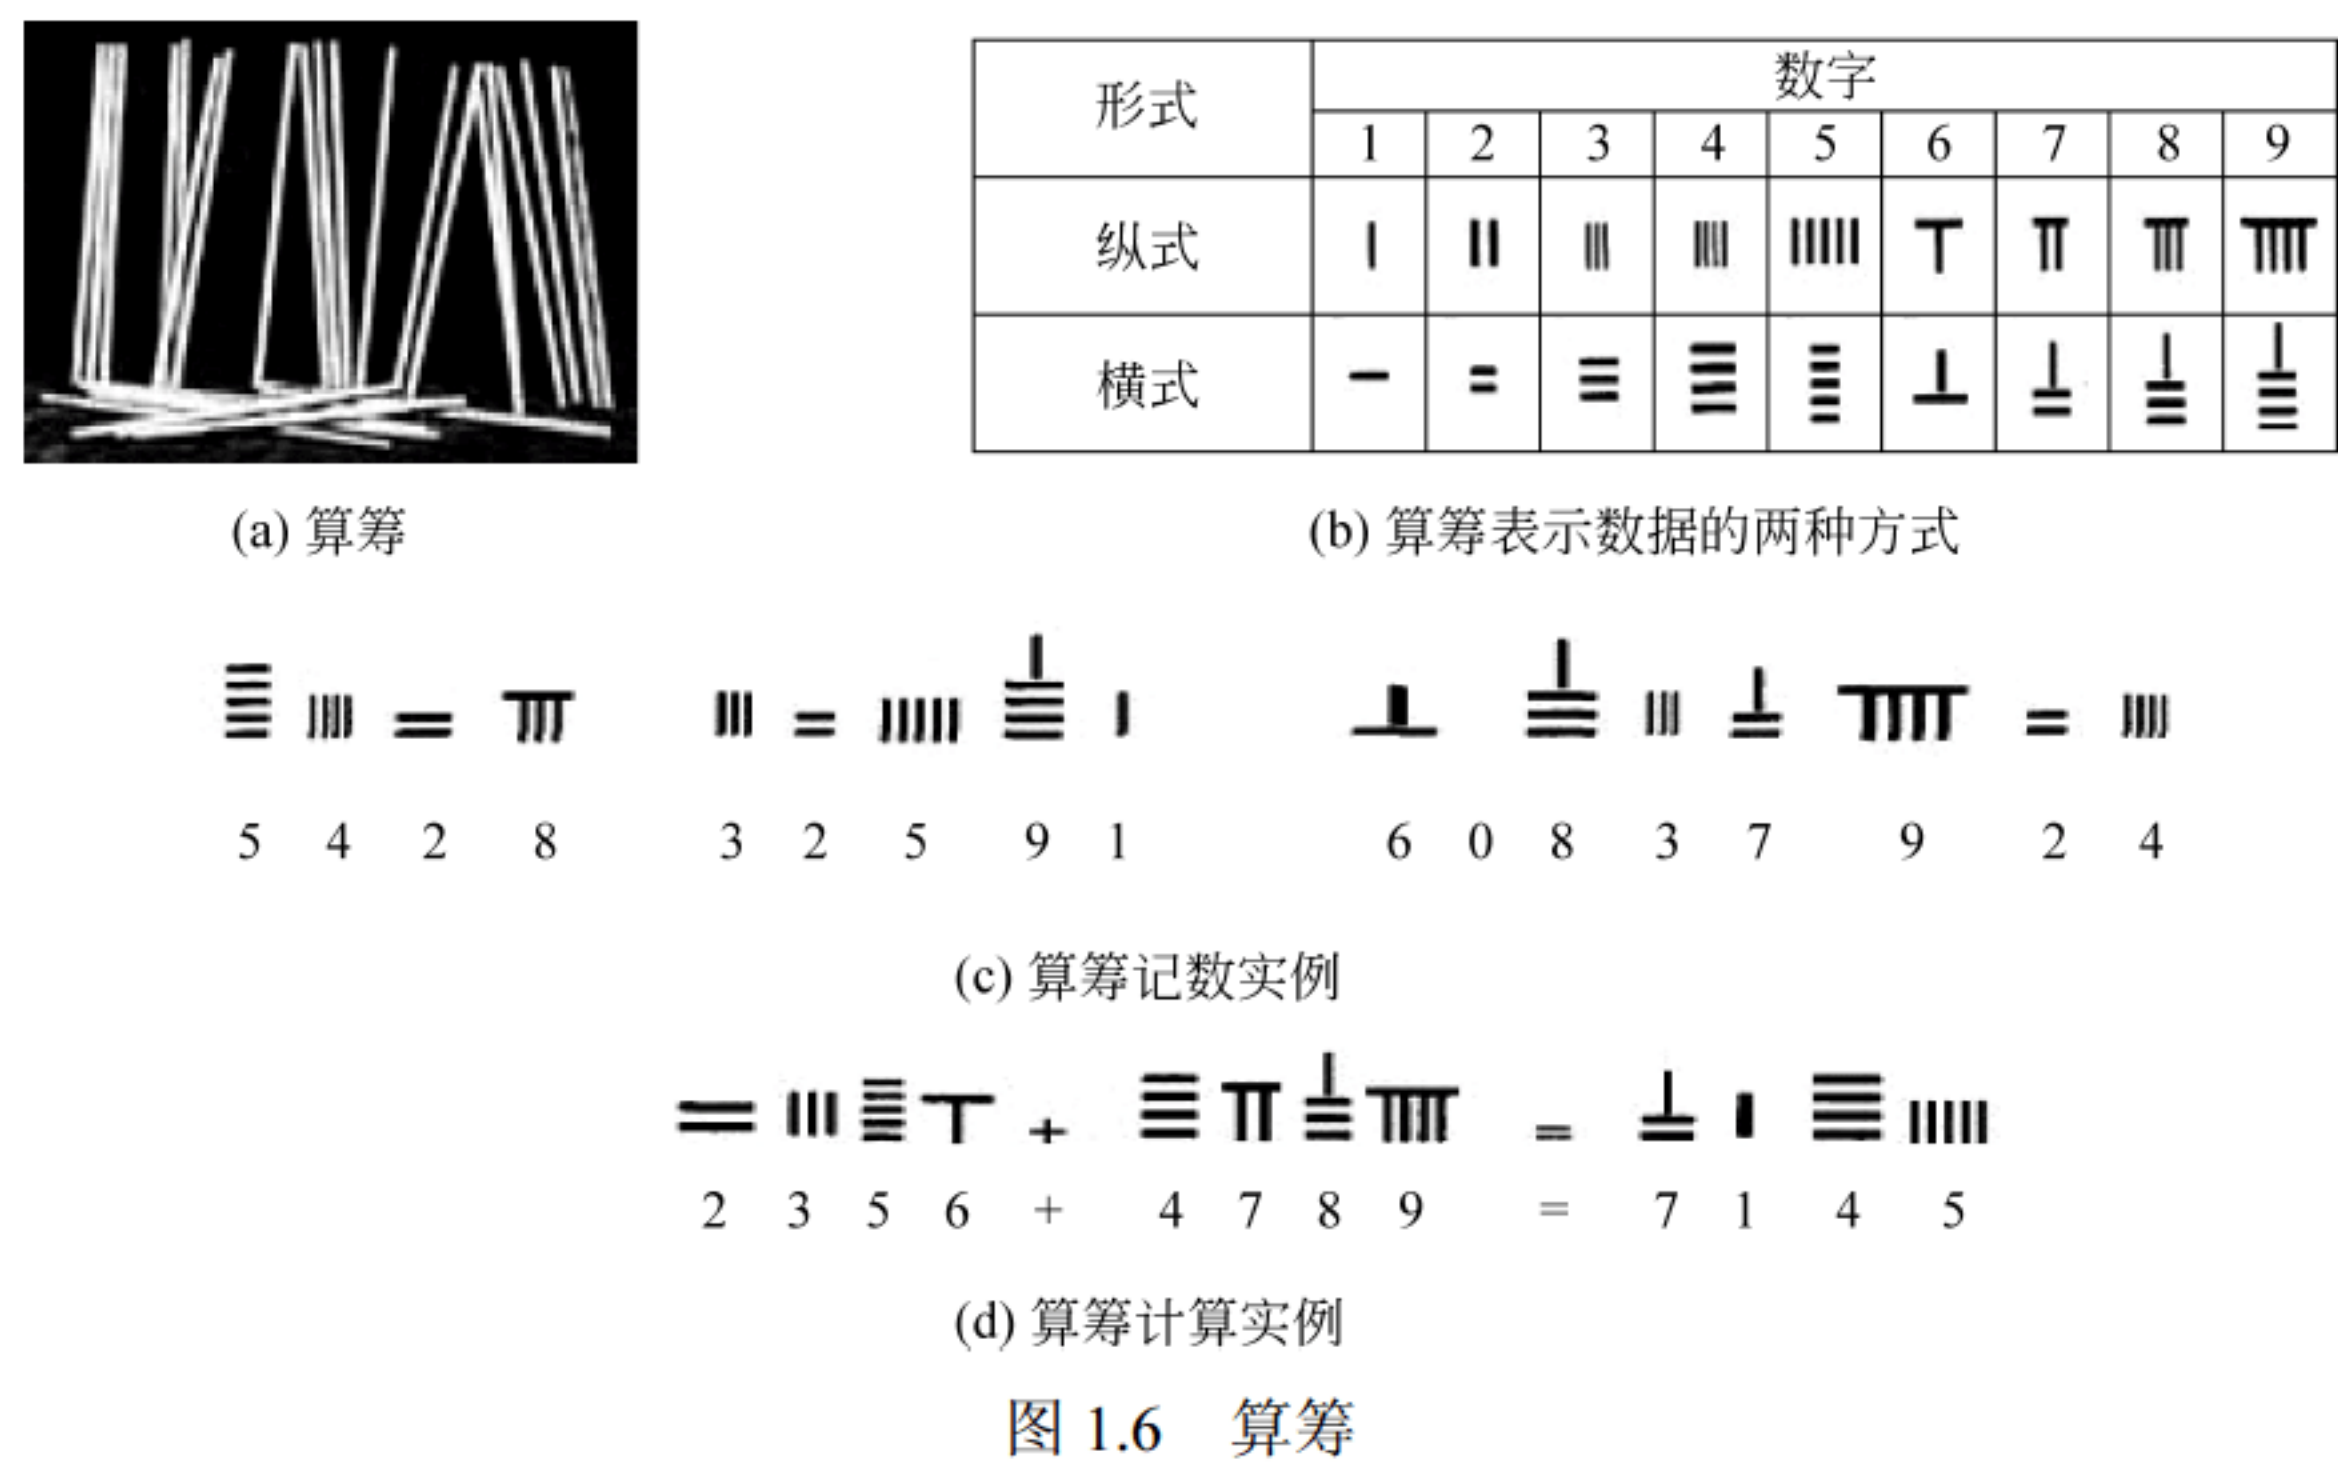 形式 数字
1 2 3 4 5 6 7 8 9
纵式
横式
(a) 算筹
(b) 算筹表示数据的两种方式
5 4 2 8 3 2 5 9 1 6 0 8 3 7 9 2 4
(c) 算筹记数实例
+ =
2 3 5 6 + 4 7 8 9 = 7 1 4 5
(d) 算筹计算实例
图 1.6 算筹